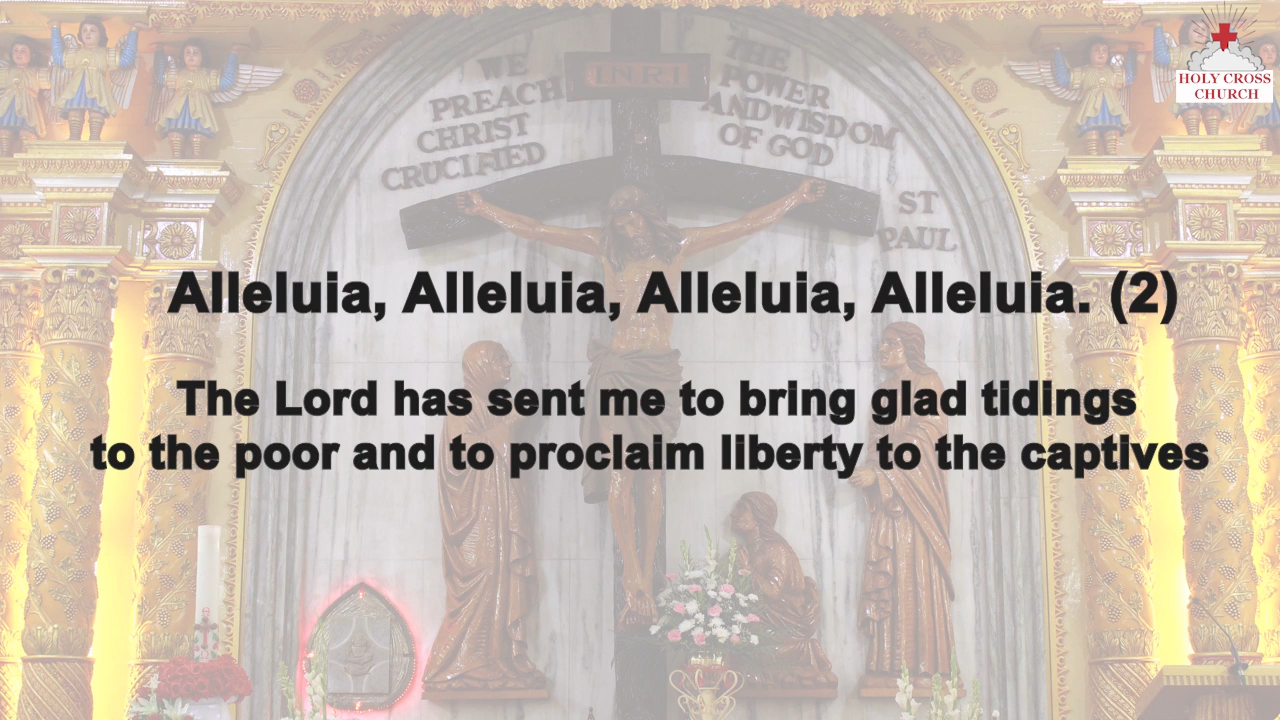 HOLY CROSS
CHURCH
INRI
WE
PREACH
CHRIST
CRUCIFIED
THE
POWER
ANDWISDOM
OF GOD
ST
PAUL
Alleluia, Alleluia, Alleluia, Alleluia. (2)
The Lord has sent me to bring glad tidings
to the poor and to proclaim liberty to the captives